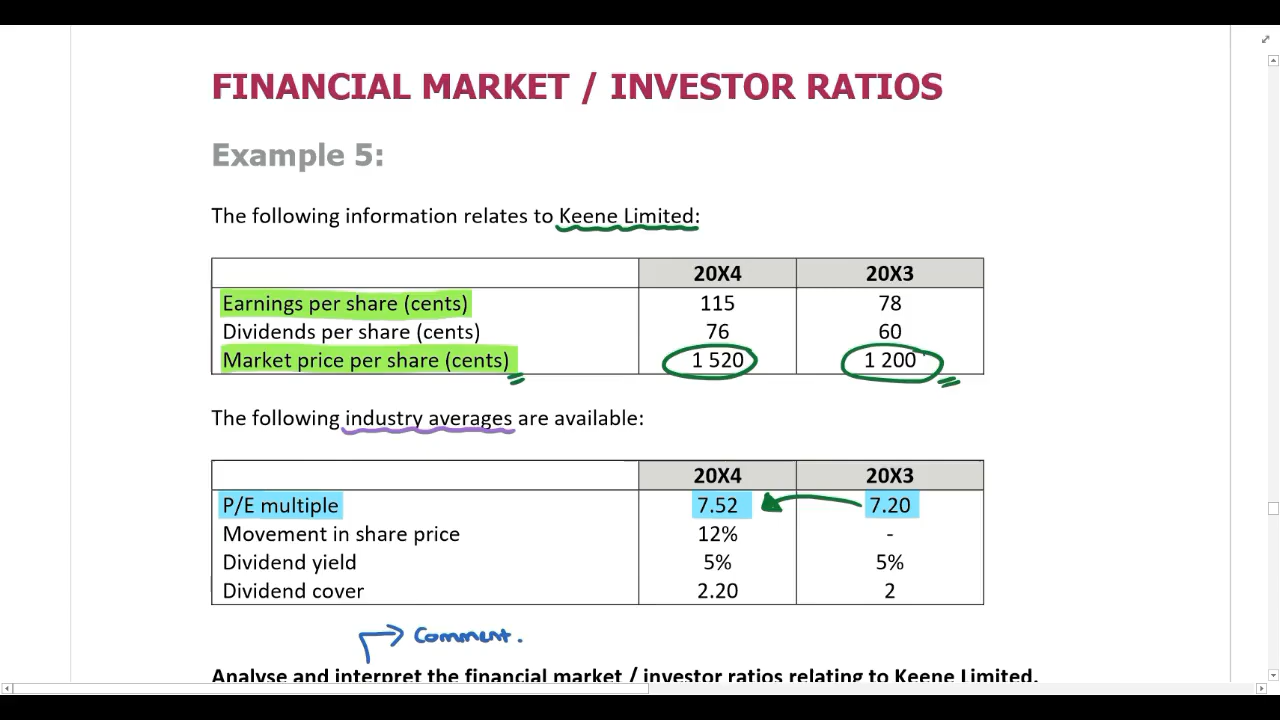 FINANCIAL MARKET / INVESTOR RATIOS
Example 5:
The following information relates to Keene Limited:
20X4 20X3
Earnings per share (cents) 115 78
Dividends per share (cents) 76 60
Market price per share (cents) 1 520 1 200
The following industry averages are available:
20X4 20X3
P/E multiple 7.52 7.20
Movement in share price 12% -
Dividend yield 5% 5%
Dividend cover 2.20 2
Comment.
Analyse and interpret the financial market / investor ratios relating to Keene Limited.